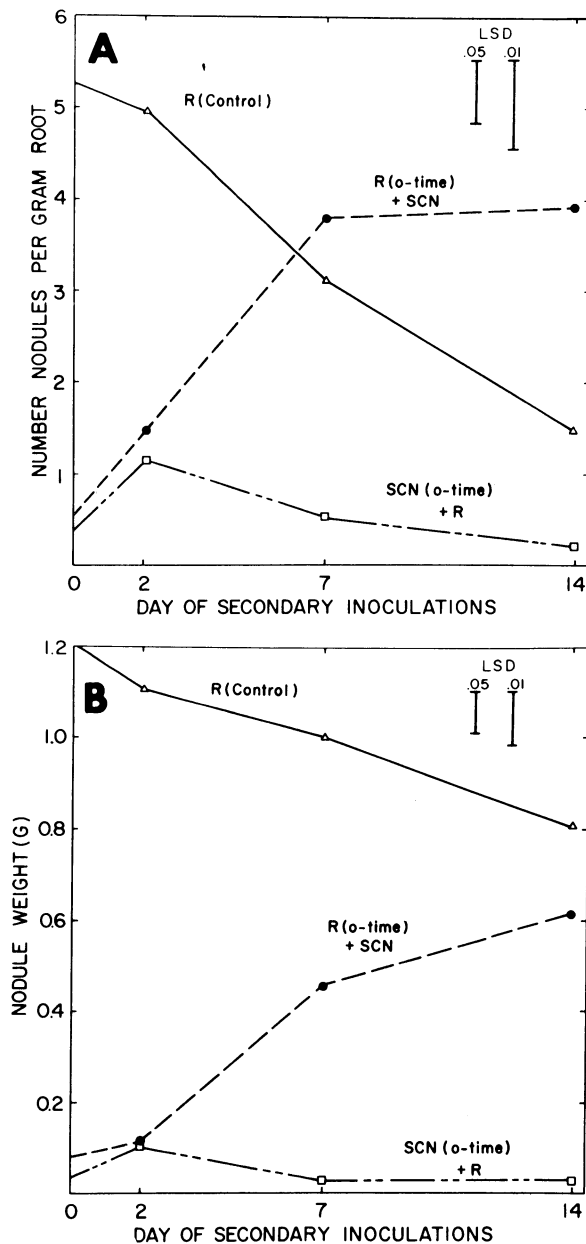 A
NUMBER NODULES PER GRAM ROOT
6
5
4
3
2
1
LSD
.05 .01
R (Control)
R (o-time)
+ SCN
SCN (o-time)
+ R
0 2 7 14
DAY OF SECONDARY INOCULATIONS
B
NODULE WEIGHT (G)
1.2
1.0
0.8
0.6
0.4
0.2
LSD
.05 .01
R (Control)
R (o-time)
+ SCN
SCN (o-time)
+ R
0 2 7 14
DAY OF SECONDARY INOCULATIONS